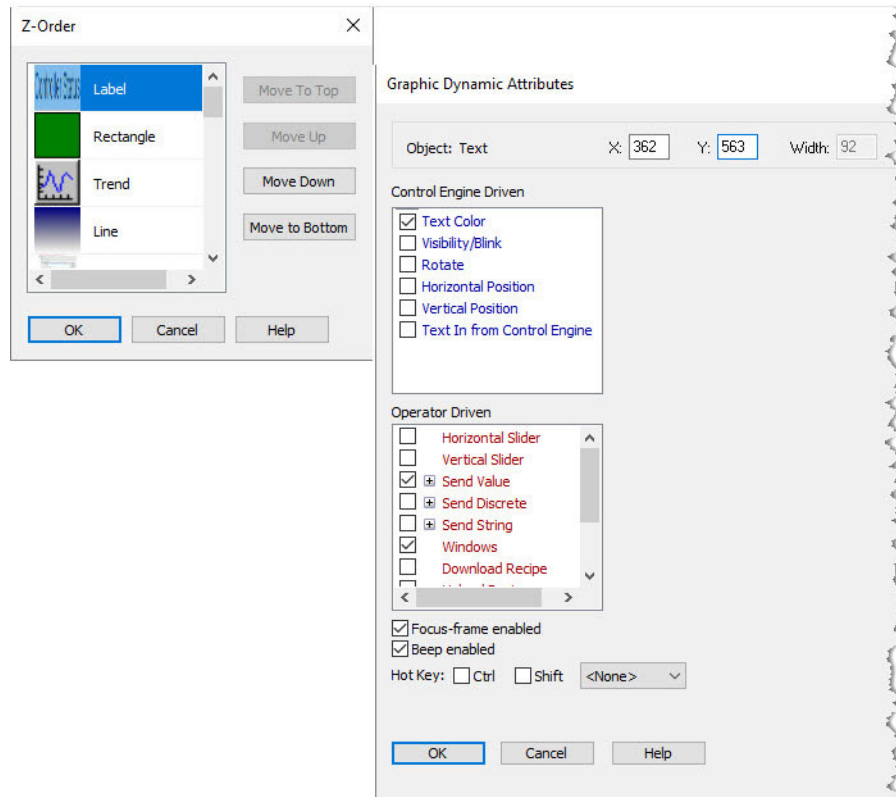 Z-Order
Controller Status
Label
Move To Top
Rectangle
Move Up
Trend
Move Down
Line
Move to Bottom
OK Cancel Help
Graphic Dynamic Attributes
Object: Text X: 362 Y: 563 Width: 92
Control Engine Driven
Text Color
Visibility/Blink
Rotate
Horizontal Position
Vertical Position
Text In from Control Engine
Operator Driven
Horizontal Slider
Vertical Slider
Send Value
Send Discrete
Send String
Windows
Download Recipe
Focus-frame enabled
Beep enabled
Hot Key: Ctrl Shift <None>
OK Cancel Help